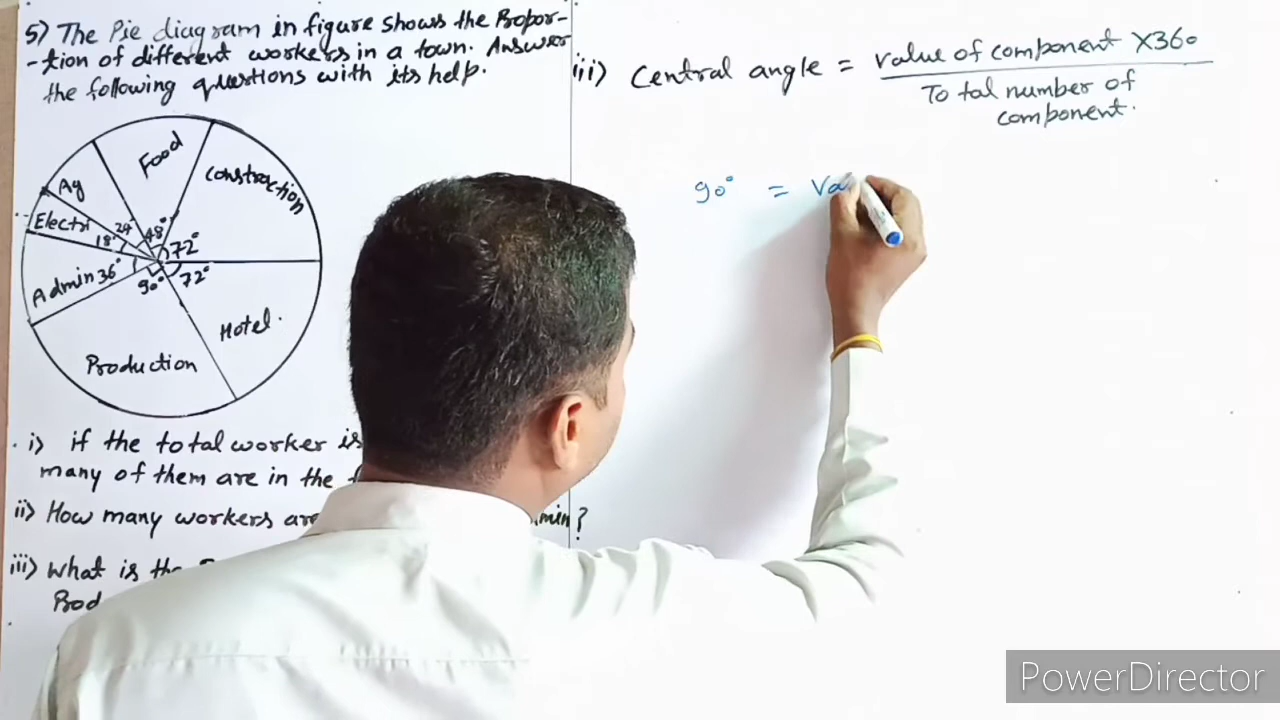 5) The Pie diagram in figure shows the Propor-
-tion of different workers in a town. Answer
the following questions with its help.
Food
Construction
Ag
Electri
24°
18°
48°
72°
Admin 36°
90°
72°
Hotel.
Production
i) if the total worker is
many of them are in the
ii) How many workers are
min?
iii) What is the
Prod
iii) Central angle = value of component X360
To tal number of
component.
90° = Va
PowerDirector